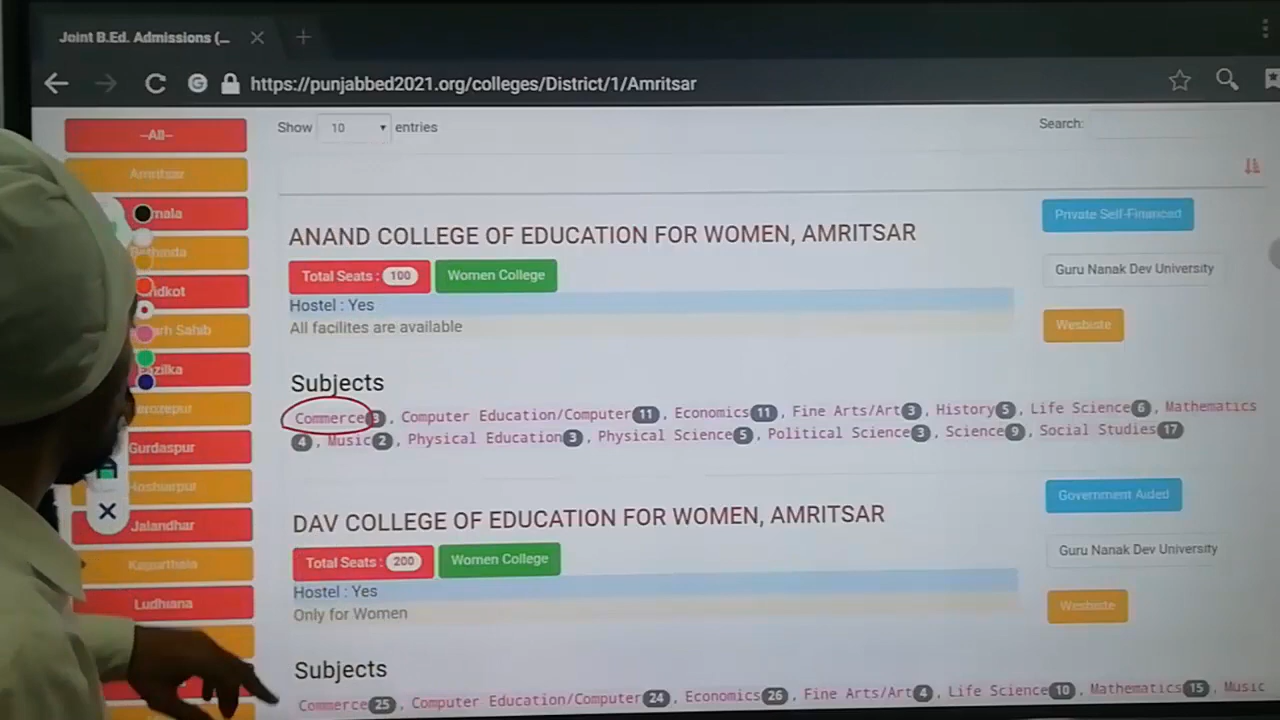 Joint B.Ed. Admissions (...
https://punjabbed2021.org/colleges/District/1/Amritsar
--All--
Amritsar
Show 10 entries
Search:
ANAND COLLEGE OF EDUCATION FOR WOMEN, AMRITSAR
Private Self-Financed
Total Seats : 100 Women College
Guru Nanak Dev University
Hostel : Yes
All facilites are available
Wesbiste
Subjects
Commerce, Computer Education/Computer 11, Economics 11, Fine Arts/Art 3, History 5, Life Science 6, Mathematics
4, Music 2, Physical Education 3, Physical Science 5, Political Science 3, Science 9, Social Studies 17
DAV COLLEGE OF EDUCATION FOR WOMEN, AMRITSAR
Government Aided
Total Seats : 200 Women College
Guru Nanak Dev University
Hostel : Yes
Only for Women
Wesbiste
Subjects
Commerce 25, Computer Education/Computer 24, Economics 26, Fine Arts/Art 4, Life Science 10, Mathematics 15, Music
Sahib
Gurdaspur
Hoshiarpur
Jalandhar
Kapurthala
Ludhiana